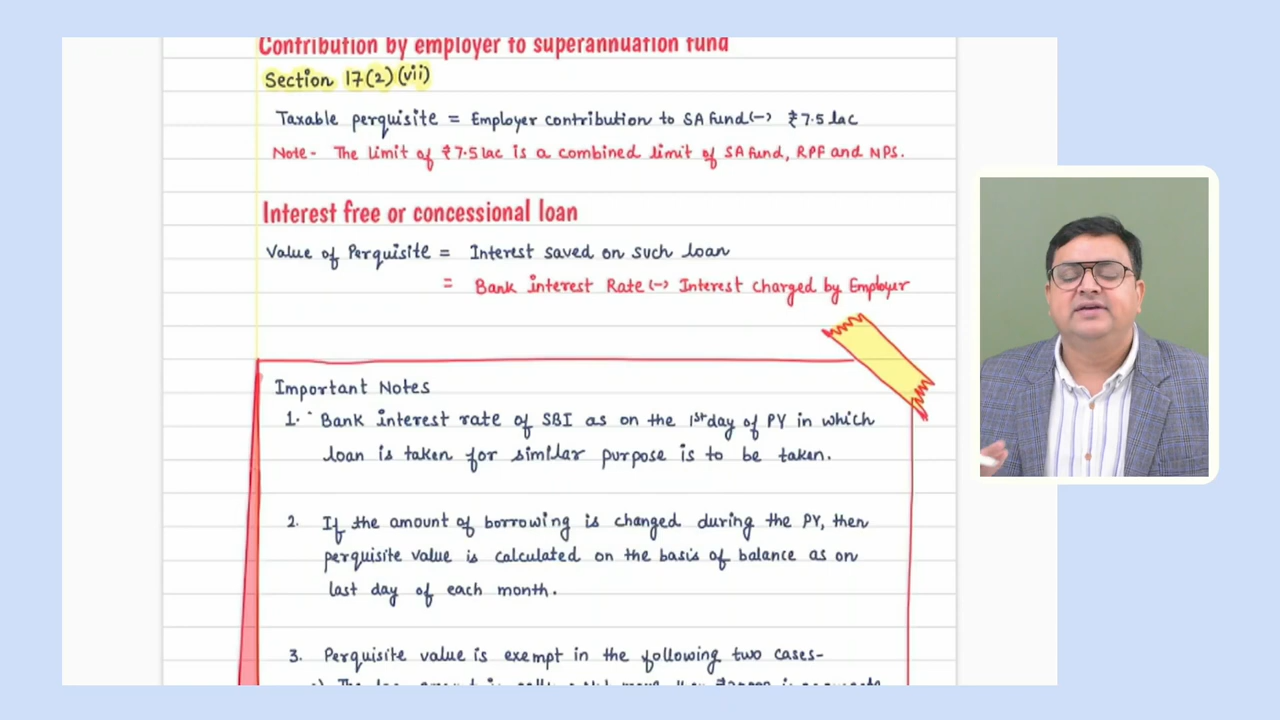 Contribution by employer to superannuation fund
Section 17(2)(vii)
Taxable perquisite = Employer contribution to SA fund (-) ₹7.5 lac
Note - The Limit of ₹7.5 lac is a combined limit of SA fund, RPF and NPS.
Interest free or concessional loan
Value of Perquisite = Interest saved on such loan
= Bank interest Rate (-) Interest charged by Employer
Important Notes
1. Bank interest rate of SBI as on the 1st day of PY in which
loan is taken for similar purpose is to be taken.
2. If the amount of borrowing is changed during the PY, then
perquisite value is calculated on the basis of balance as on
last day of each month.
3. Perquisite value is exempt in the following two cases-